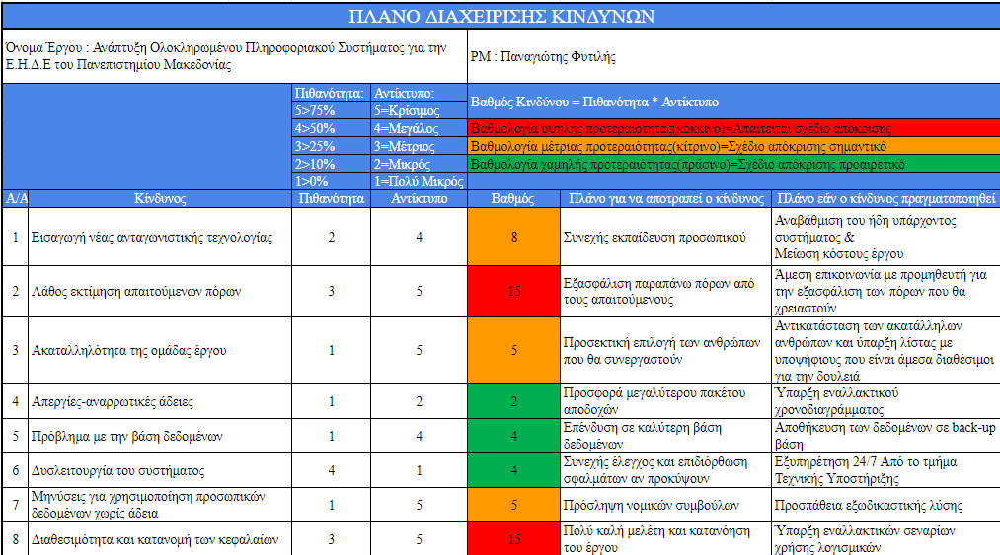 ΠΛΑΝΟ ΔΙΑΧΕΙΡΙΣΗΣ ΚΙΝΔΥΝΩΝ
Όνομα Έργου : Ανάπτυξη Ολοκληρωμένου Πληροφοριακού Συστήματος για την
Ε.Η.Δ.Ε του Πανεπιστημίου Μακεδονίας
PM : Παναγιώτης Φυτιλής
Πιθανότητα: Αντίκτυπο:
5>75% 5=Κρίσιμος
4>50% 4=Μεγάλος
3>25% 3=Μέτριος
2>10% 2=Μικρός
1>0% 1=Πολύ Μικρός
Βαθμός Κινδύνου = Πιθανότητα * Αντίκτυπο
Βαθμολογία υψηλής προτεραιότητας(κόκκινο)=Απαιτείται σχέδιο απόκρισης
Βαθμολογία μέτριας προτεραιότητας(κίτρινο)=Σχέδιο απόκρισης σημαντικό
Βαθμολογία χαμηλής προτεραιότητας(πράσινο)=Σχέδιο απόκρισης προαιρετικό
Α/Α Κίνδυνος Πιθανότητα Αντίκτυπο Βαθμός Πλάνο για να αποτραπεί ο κίνδυνος Πλάνο εάν ο κίνδυνος πραγματοποιηθεί
1 Εισαγωγή νέας ανταγωνιστικής τεχνολογίας 2 4 8 Συνεχής εκπαίδευση προσωπικού
Αναβάθμιση του ήδη υπάρχοντος
συστήματος &
Μείωση κόστους έργου
2 Λάθος εκτίμηση απαιτούμενων πόρων 3 5 15
Εξασφάλιση παραπάνω πόρων από
τους απαιτούμενους
Άμεση επικοινωνία με προμηθευτή για
την εξασφάλιση των πόρων που θα
χρειαστούν
3 Ακαταλληλότητα της ομάδας έργου 1 5 5
Προσεκτική επιλογή των ανθρώπων
που θα συνεργαστούν
Αντικατάσταση των ακατάλληλων
ανθρώπων και ύπαρξη λίστας με
υποψήφιους που είναι άμεσα διαθέσιμοι
για την δουλειά
4 Απεργίες-αναρρωτικές άδειες 1 2 2
Προσφορά μεγαλύτερου πακέτου
αποδοχών
Ύπαρξη εναλλακτικού
χρονοδιαγράμματος
5 Πρόβλημα με την βάση δεδομένων 1 4 4
Επένδυση σε καλύτερη βάση
δεδομένων
Αποθήκευση των δεδομένων σε back-up
βάση
6 Δυσλειτουργία του συστήματος 4 1 4
Συνεχής έλεγχος και επιδιόρθωση
σφαλμάτων αν προκύψουν
Εξυπηρέτηση 24/7 Από το τμήμα
Τεχνικής Υποστήριξης
7 Μηνύσεις για χρησιμοποίηση προσωπικών
δεδομένων χωρίς άδεια
1 5 5 Πρόσληψη νομικών συμβούλων Προσπάθεια εξωδικαστικής λύσης
8 Διαθεσιμότητα και κατανομή των κεφαλαίων 3 5 15
Πολύ καλή μελέτη και κατανόηση
του έργου
Ύπαρξη εναλλακτικών σεναρίων
χρήσης λογισμικών